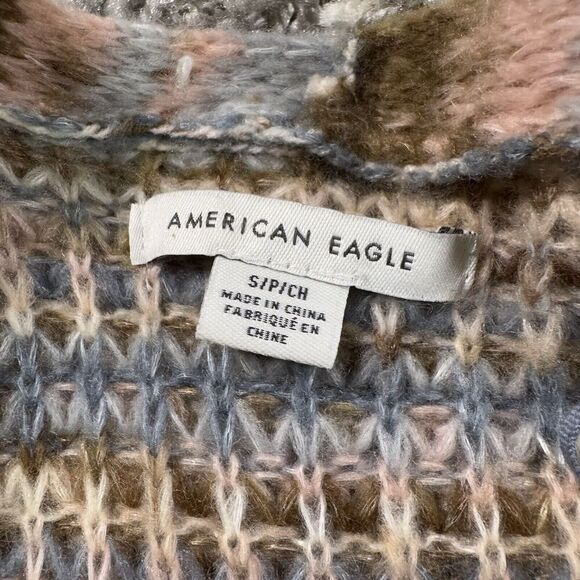 AMERICAN EAGLE
S/P/CH
MADE IN CHINA
FABRIQUÉ EN
CHINE